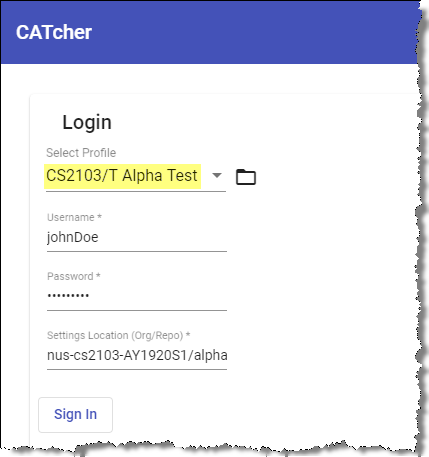 CATcher
Login
Select Profile
CS2103/T Alpha Test
Username *
johnDoe
Password *
•••••••••
Settings Location (Org/Repo) *
nus-cs2103-AY1920S1/alpha
Sign In